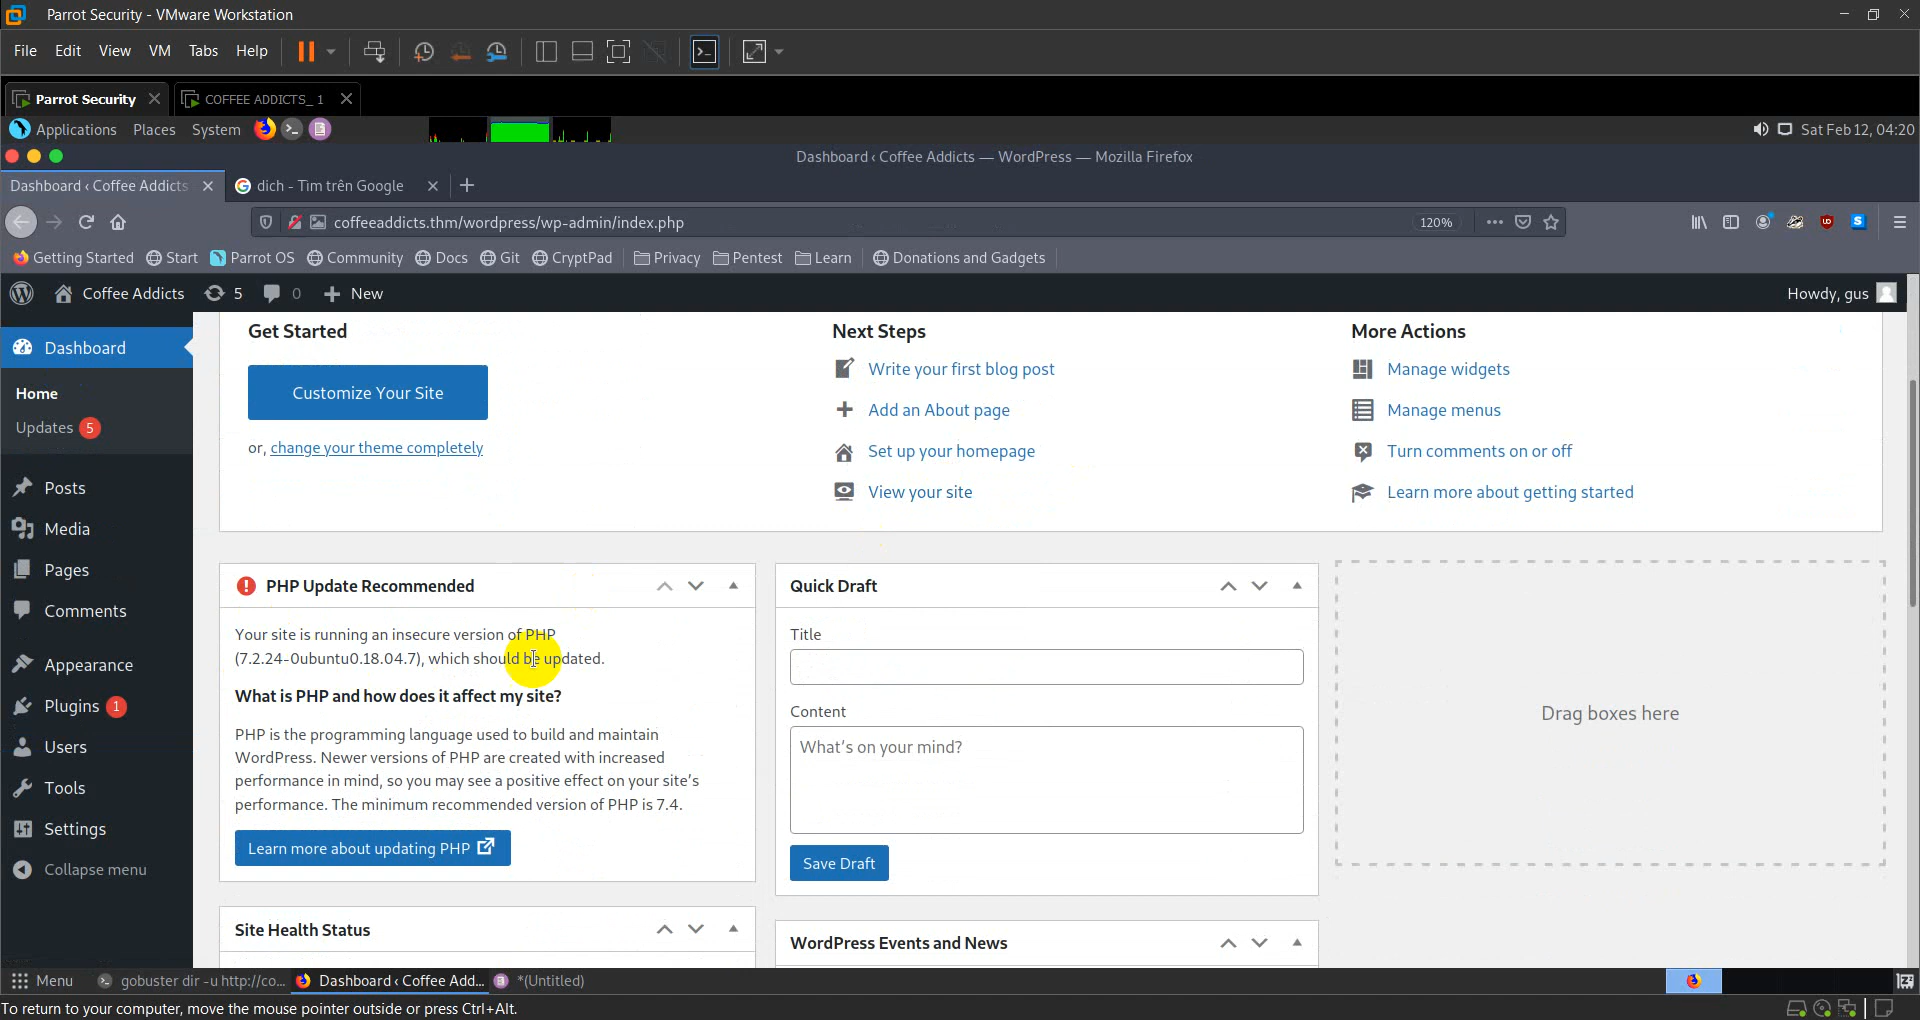 Parrot Security - VMware Workstation
File Edit View VM Tabs Help
Parrot Security COFFEE ADDICTS_ 1
Applications Places System Sat Feb 12, 04:20
Dashboard ‹ Coffee Addicts — WordPress — Mozilla Firefox
Dashboard ‹ Coffee Addicts dich - Tìm trên Google
coffeeaddicts.thm/wordpress/wp-admin/index.php 120%
Getting Started Start Parrot OS Community Docs Git CryptPad Privacy Pentest Learn Donations and Gadgets
Coffee Addicts 5 0 New Howdy, gus
Dashboard
Home
Updates 5
Posts
Media
Pages
Comments
Appearance
Plugins 1
Users
Tools
Settings
Collapse menu
Get Started
Customize Your Site
or, change your theme completely
Next Steps
Write your first blog post
Add an About page
Set up your homepage
View your site
More Actions
Manage widgets
Manage menus
Turn comments on or off
Learn more about getting started
PHP Update Recommended
Your site is running an insecure version of PHP
(7.2.24-0ubuntu0.18.04.7), which should be updated.
What is PHP and how does it affect my site?
PHP is the programming language used to build and maintain
WordPress. Newer versions of PHP are created with increased
performance in mind, so you may see a positive effect on your site's
performance. The minimum recommended version of PHP is 7.4.
Learn more about updating PHP
Site Health Status
Quick Draft
Title
Content
What's on your mind?
Save Draft
WordPress Events and News
Drag boxes here
Menu gobuster dir -u http://co... Dashboard ‹ Coffee Add... *(Untitled)
To return to your computer, move the mouse pointer outside or press Ctrl+Alt.